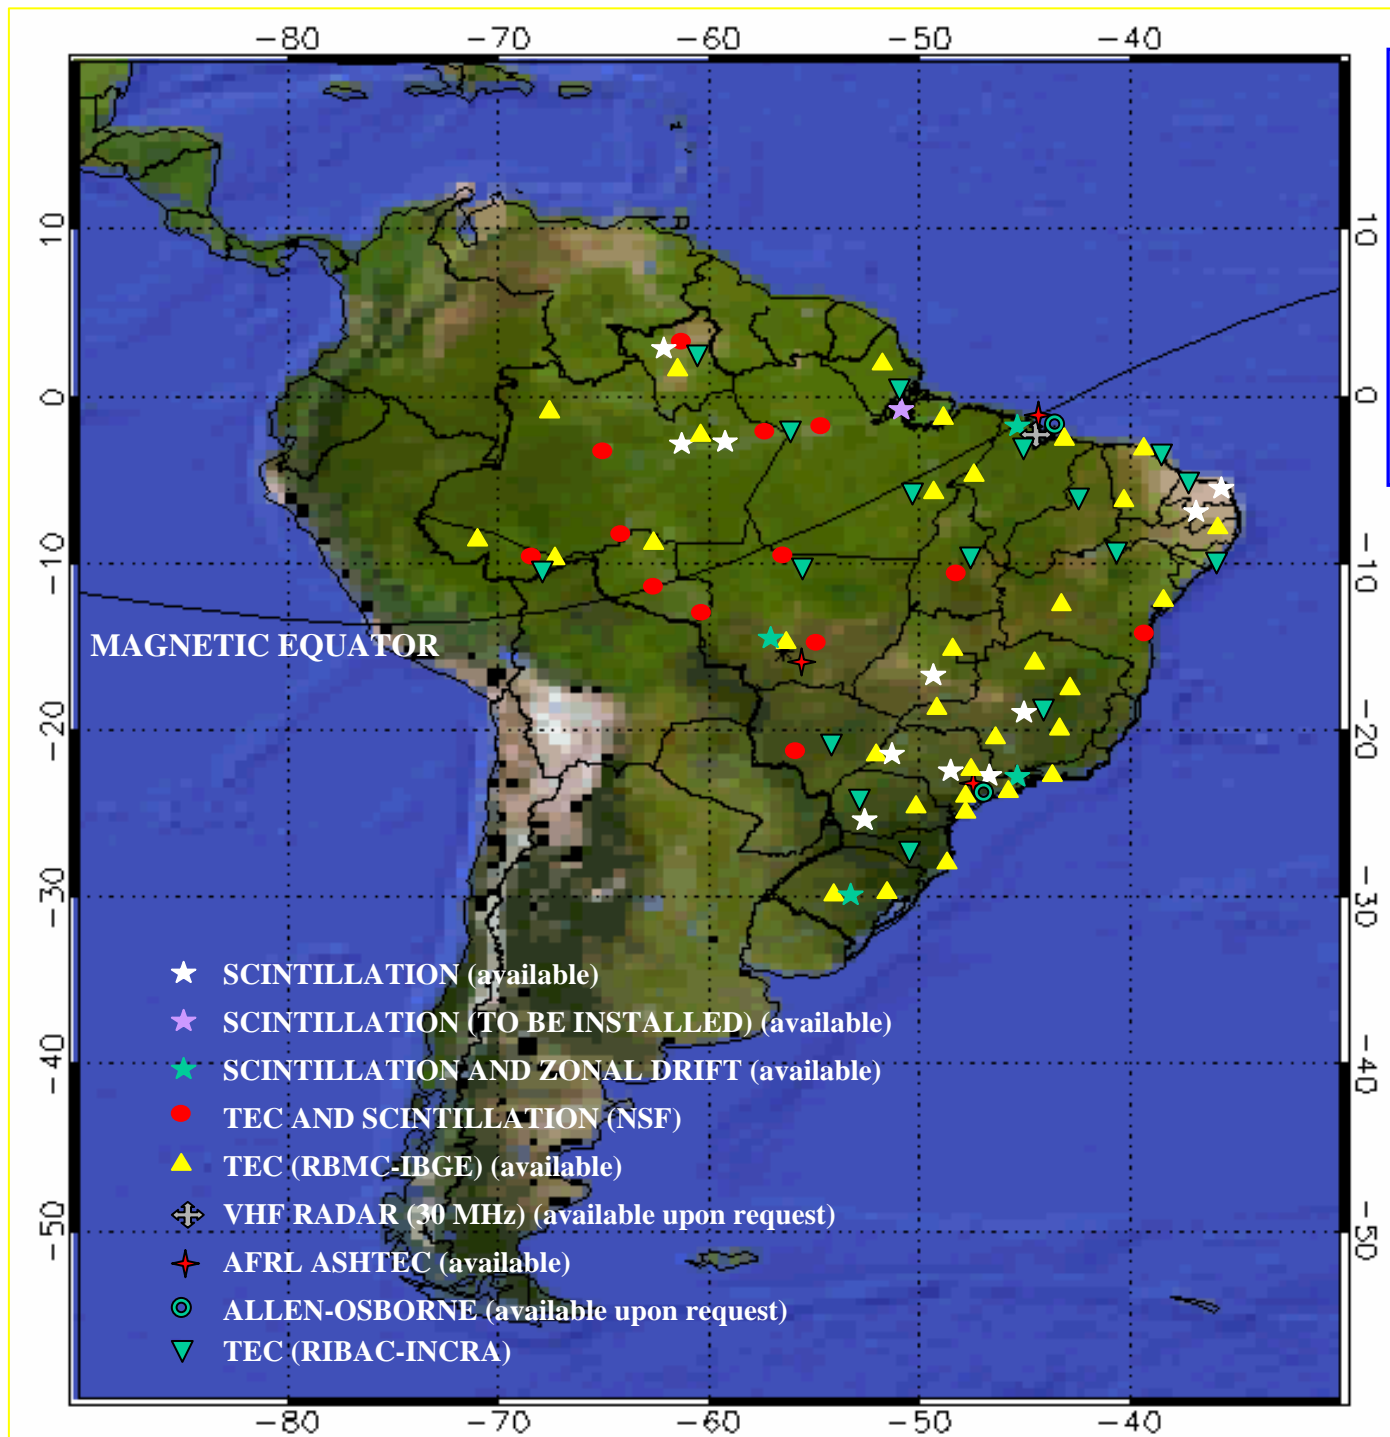 −80 −70 −60 −50 −40
10 10
0 0
−10 −10
MAGNETIC EQUATOR
−20 −20
−30 −30
SCINTILLATION (available)
SCINTILLATION (TO BE INSTALLED) (available)
−40 −40
SCINTILLATION AND ZONAL DRIFT (available)
TEC AND SCINTILLATION (NSF)
TEC (RBMC-IBGE) (available)
−50 −50
VHF RADAR (30 MHz) (available upon request)
AFRL ASHTEC (available)
ALLEN-OSBORNE (available upon request)
TEC (RIBAC-INCRA)
−80 −70 −60 −50 −40